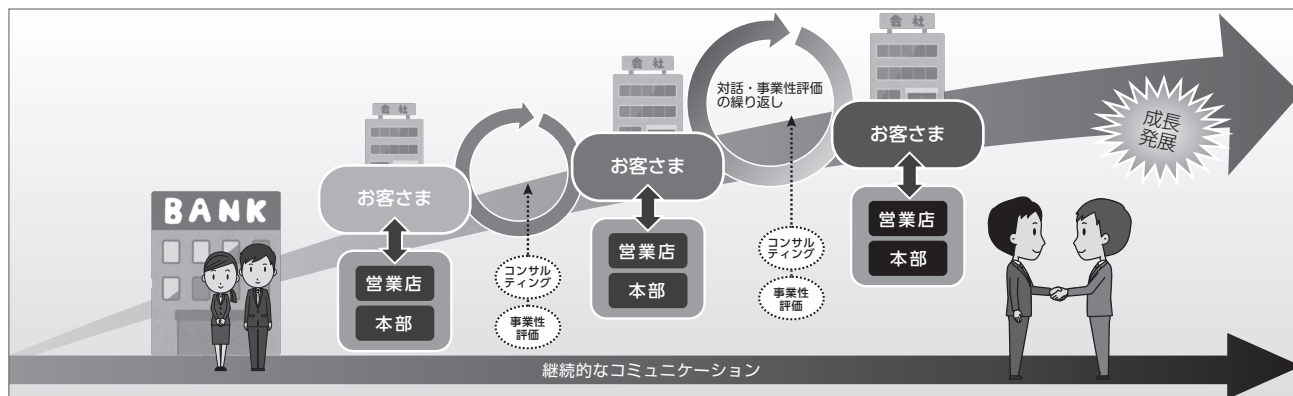 会社
お客さま
営業店
本部
コンサル
ティング
事業性
評価
会社
お客さま
営業店
本部
対話・事業性評価
の繰り返し
コンサル
ティング
事業性
評価
会社
お客さま
営業店
本部
成長
発展
BANK
継続的なコミュニケーション